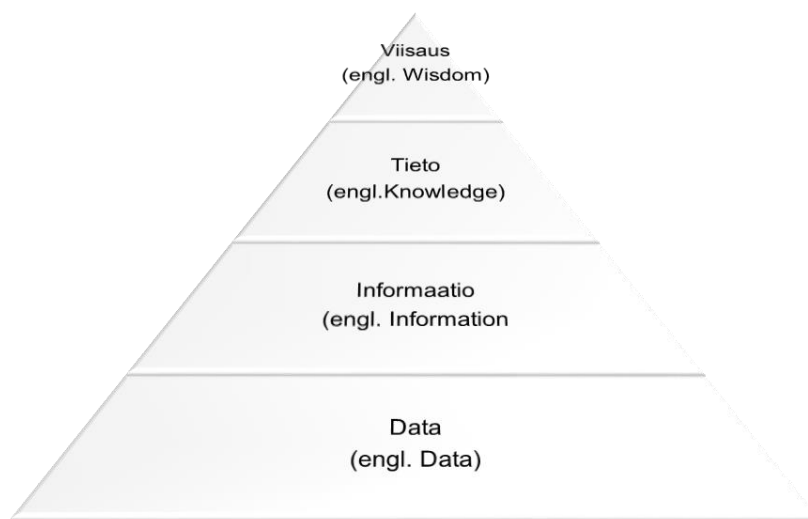 Viisaus
(engl. Wisdom)
Tieto
(engl.Knowledge)
Informaatio
(engl. Information
Data
(engl. Data)